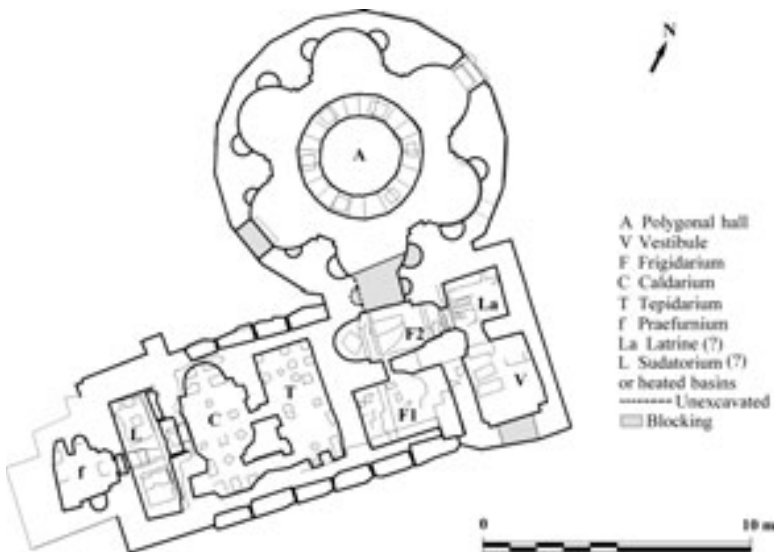 N
A
La
F2
V
F1
T
C
L
f
A Polygonal hall
V Vestibule
F Frigidarium
C Caldarium
T Tepidarium
f Praefurnium
La Latrine (?)
L Sudatorium (?)
or heated basins
Unexcavated
Blocking
0 10 m